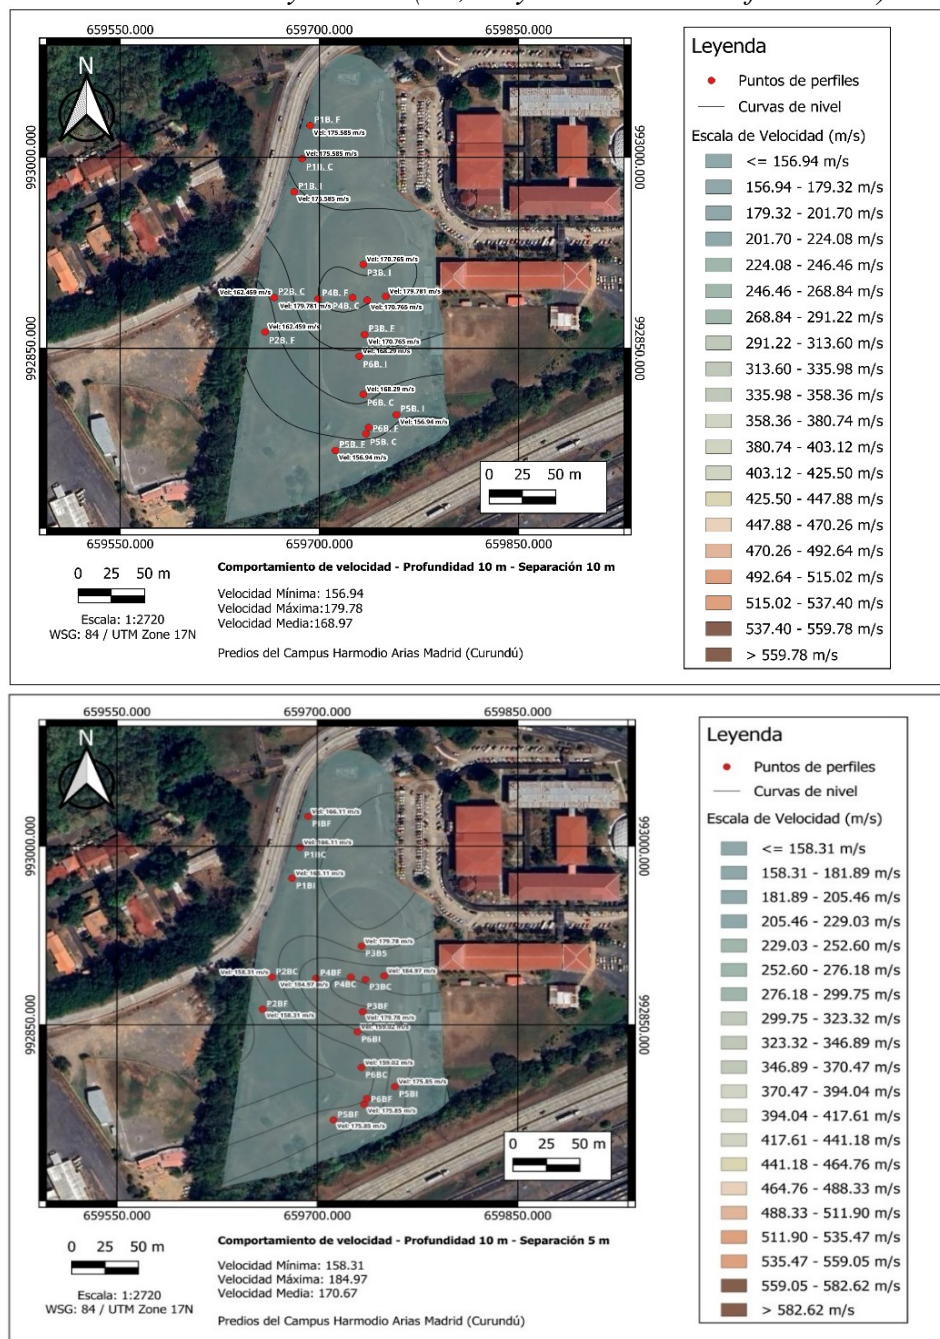 659550.000 659700.000 659850.000
N
993000.000
992850.000
993000.000
992850.000
P1B. F
Vel: 175.585 m/s
Vel: 175.585 m/s
P1B. C
P1B. I
Vel: 175.585 m/s
Vel: 170.765 m/s
P3B. I
Vel: 162.459 m/s
P2B. C
P4B. F
Vel: 179.781 m/s
Vel: 179.781 m/s
P4B. C
Vel: 170.765 m/s
Vel: 162.459 m/s
P2B. F
P3B. F
Vel: 170.765 m/s
Vel: 168.29 m/s
P6B. I
Vel: 168.29 m/s
P6B. C
P5B. I
Vel: 156.94 m/s
P6B. F
P5B. F
P5B. C
Vel: 156.94 m/s
0 25 50 m
659550.000 659700.000 659850.000
0 25 50 m
Escala: 1:2720
WSG: 84 / UTM Zone 17N
Comportamiento de velocidad - Profundidad 10 m - Separación 10 m
Velocidad Mínima: 156.94
Velocidad Máxima:179.78
Velocidad Media:168.97
Predios del Campus Harmodio Arias Madrid (Curundú)
Leyenda
Puntos de perfiles
Curvas de nivel
Escala de Velocidad (m/s)
<= 156.94 m/s
156.94 - 179.32 m/s
179.32 - 201.70 m/s
201.70 - 224.08 m/s
224.08 - 246.46 m/s
246.46 - 268.84 m/s
268.84 - 291.22 m/s
291.22 - 313.60 m/s
313.60 - 335.98 m/s
335.98 - 358.36 m/s
358.36 - 380.74 m/s
380.74 - 403.12 m/s
403.12 - 425.50 m/s
425.50 - 447.88 m/s
447.88 - 470.26 m/s
470.26 - 492.64 m/s
492.64 - 515.02 m/s
515.02 - 537.40 m/s
537.40 - 559.78 m/s
> 559.78 m/s
659550.000 659700.000 659850.000
N
993000.000
992850.000
993000.000
992850.000
Vel: 166.11 m/s
Vel: 166.11 m/s
P1BI
Vel: 179.78 m/s
Vel: 158.31 m/s
P2BC
P4BF
Vel: 184.97 m/s
Vel: 184.97 m/s
P4BC
P3BC
P2BF
Vel: 158.31 m/s
P3BF
Vel: 179.78 m/s
Vel: 159.02 m/s
P6BI
Vel: 159.02 m/s
P6BC
Vel: 175.85 m/s
P5BI
P6BF
Vel: 175.85 m/s
P5BF
Vel: 175.85 m/s
0 25 50 m
659550.000 659700.000 659850.000
0 25 50 m
Escala: 1:2720
WSG: 84 / UTM Zone 17N
Comportamiento de velocidad - Profundidad 10 m - Separación 5 m
Velocidad Mínima: 158.31
Velocidad Máxima: 184.97
Velocidad Media: 170.67
Predios del Campus Harmodio Arias Madrid (Curundú)
Leyenda
Puntos de perfiles
Curvas de nivel
Escala de Velocidad (m/s)
<= 158.31 m/s
158.31 - 181.89 m/s
181.89 - 205.46 m/s
205.46 - 229.03 m/s
229.03 - 252.60 m/s
252.60 - 276.18 m/s
276.18 - 299.75 m/s
299.75 - 323.32 m/s
323.32 - 346.89 m/s
346.89 - 370.47 m/s
370.47 - 394.04 m/s
394.04 - 417.61 m/s
417.61 - 441.18 m/s
441.18 - 464.76 m/s
464.76 - 488.33 m/s
488.33 - 511.90 m/s
511.90 - 535.47 m/s
535.47 - 559.05 m/s
559.05 - 582.62 m/s
> 582.62 m/s